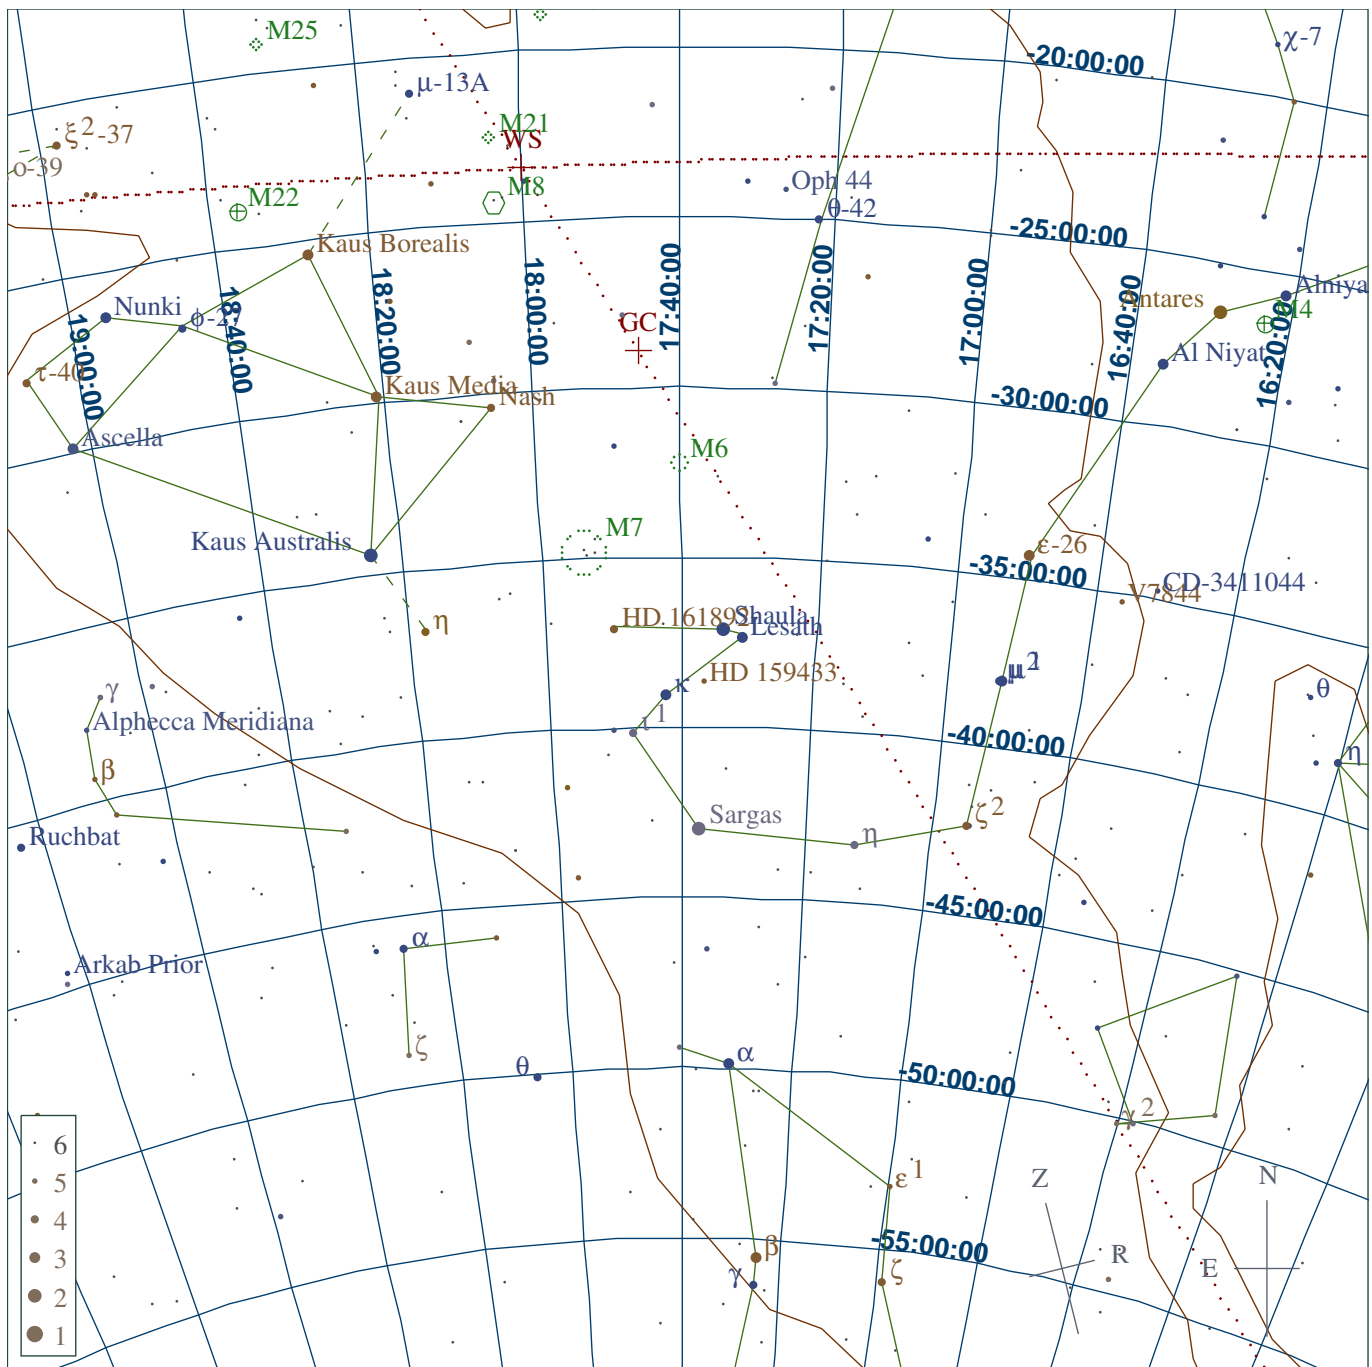 M25
χ-7
-20:00:00
μ-13A
M21
ξ2-37
WS
ο-39
M22
M8
Oph 44
θ-42
-25:00:00
Kaus Borealis
Nunki
φ-27
GC
Antares
Alniya
M4
19:00:00
18:40:00
18:20:00
18:00:00
17:40:00
17:20:00
17:00:00
16:40:00
16:20:00
Al Niyat
τ-40
Kaus Media
Nash
-30:00:00
Ascella
M6
M7
Kaus Australis
ε-26
-35:00:00
V7844
CD-3411044
η
HD 161892
Shaula
Lesath
μ2
μ1
κ
HD 159433
γ
Alphecca Meridiana
ι1
θ
-40:00:00
η
β
Sargas
η
ζ2
Ruchbat
-45:00:00
α
Arkab Prior
ζ
θ
α
-50:00:00
γ2
6
5
4
3
2
1
ε1
Z
N
R
E
-55:00:00
β
γ
ζ